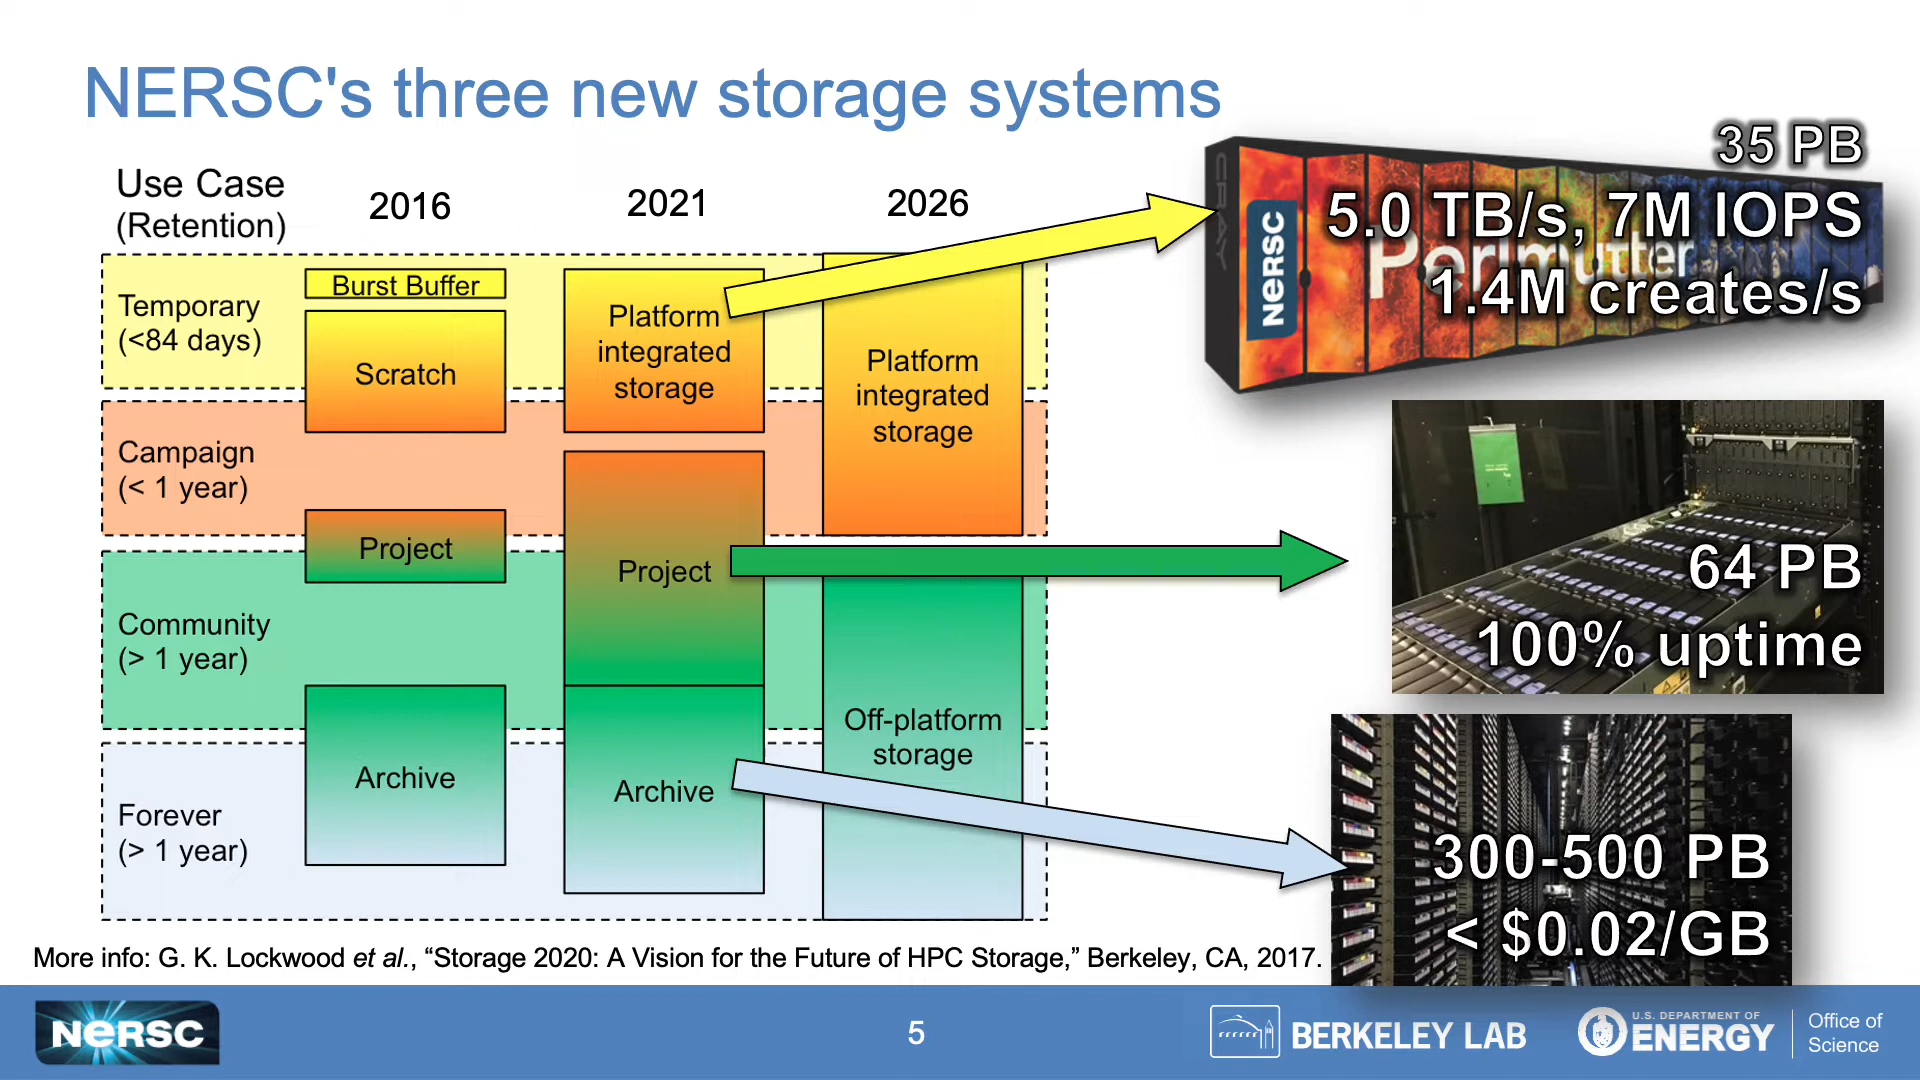 NERSC's three new storage systems
Use Case
(Retention)
2016
2021
2026
Temporary
(<84 days)
Burst Buffer
Scratch
Platform
integrated
storage
Platform
integrated
storage
Campaign
(< 1 year)
Project
Project
Community
(> 1 year)
Archive
Archive
Off-platform
storage
Forever
(> 1 year)
CRAY
NERSC
Perlmutter
35 PB
5.0 TB/s, 7M IOPS
1.4M creates/s
64 PB
100% uptime
300-500 PB
< $0.02/GB
More info: G. K. Lockwood et al., “Storage 2020: A Vision for the Future of HPC Storage,” Berkeley, CA, 2017.
NERSC
5
BERKELEY LAB
U.S. DEPARTMENT OF
ENERGY
Office of
Science